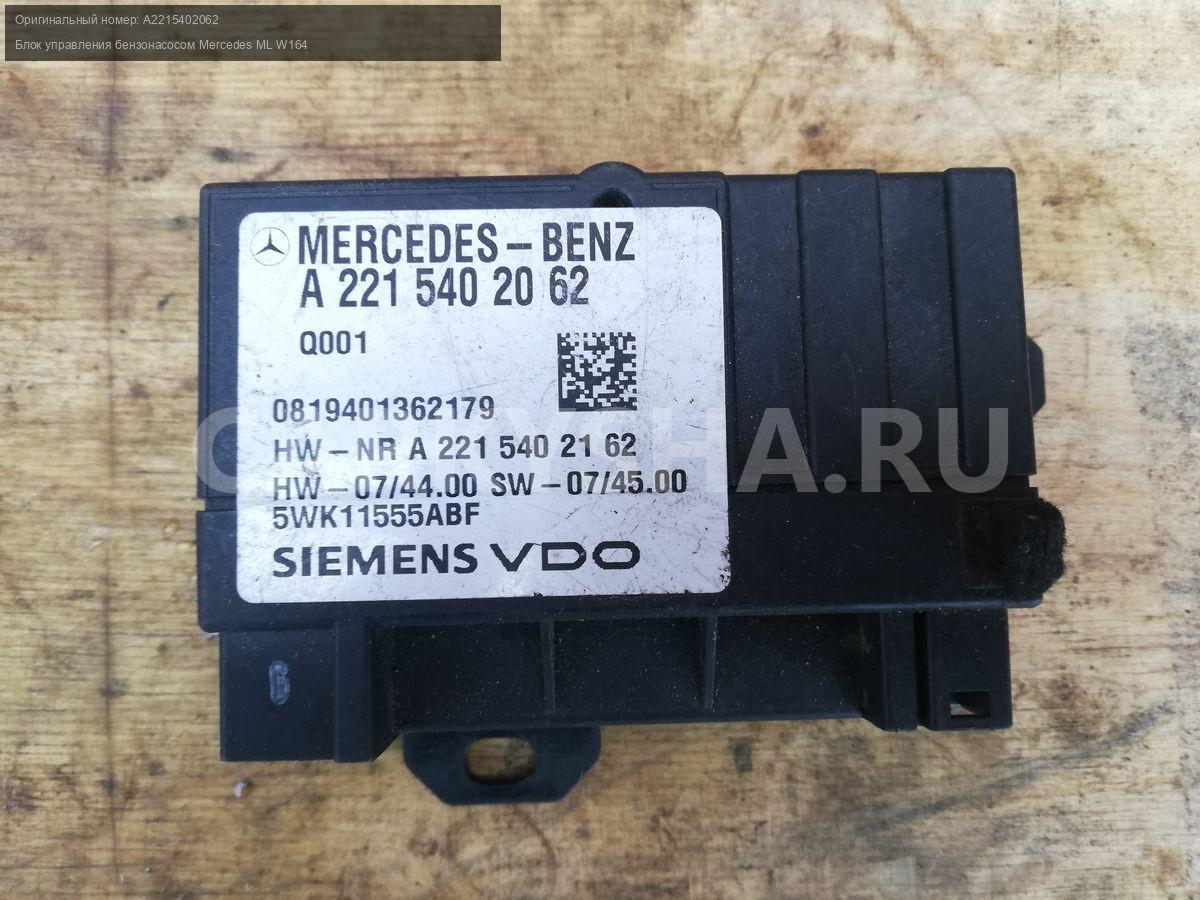 Оригинальный номер: A2215402062
Блок управления бензонасосом Mercedes ML W164
MERCEDES-BENZ
A 221 540 20 62
Q001
0819401362179
HW-NR A 221 540 21 62
HW-07/44.00 SW-07/45.00
5WK11555ABF
SIEMENS VDO